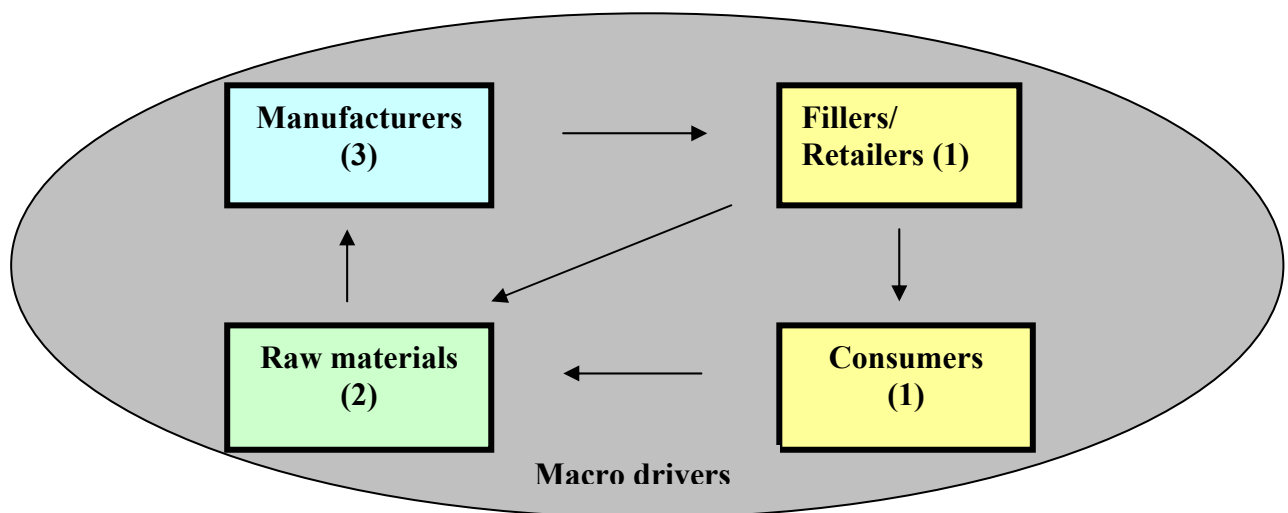 Manufacturers
(3)
Fillers/
Retailers (1)
Raw materials
(2)
Consumers
(1)
Macro drivers